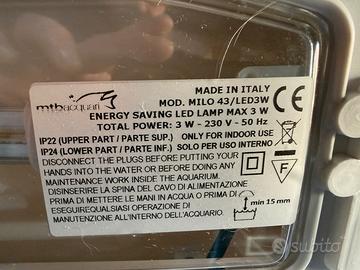 MADE IN ITALY
mtbacquari
MOD. MILO 43/LED3W
CE
ENERGY SAVING LED LAMP MAX 3 W
TOTAL POWER: 3 W - 230 V - 50 Hz
IP22 (UPPER PART / PARTE SUP.) ONLY FOR INDOOR USE
IP24 (LOWER PART / PARTE INF.) SOLO PER USO INTERNO
DISCONNECT THE PLUGS BEFORE PUTTING YOUR
HANDS INTO THE WATER OR BEFORE DOING ANY
MAINTENANCE WORK INSIDE THE AQUARIUM.
F
DISINSERIRE LA SPINA DEL CAVO DI ALIMENTAZIONE
PRIMA DI METTERE LE MANI IN ACQUA O PRIMA DI
ESEGUIREQUALSIASI OPERAZIONE DI
MANUTENZIONE ALL'INTERNO DELL'ACQUARIO.
min 15 mm
subito